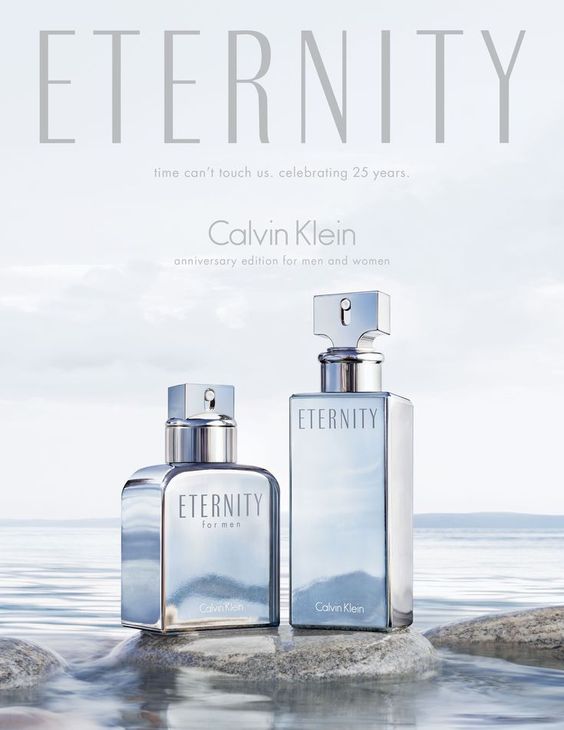 ETERNITY
time can't touch us. celebrating 25 years.
Calvin Klein
anniversary edition for men and women
ETERNITY
ETERNITY
for men
Calvin Klein
Calvin Klein